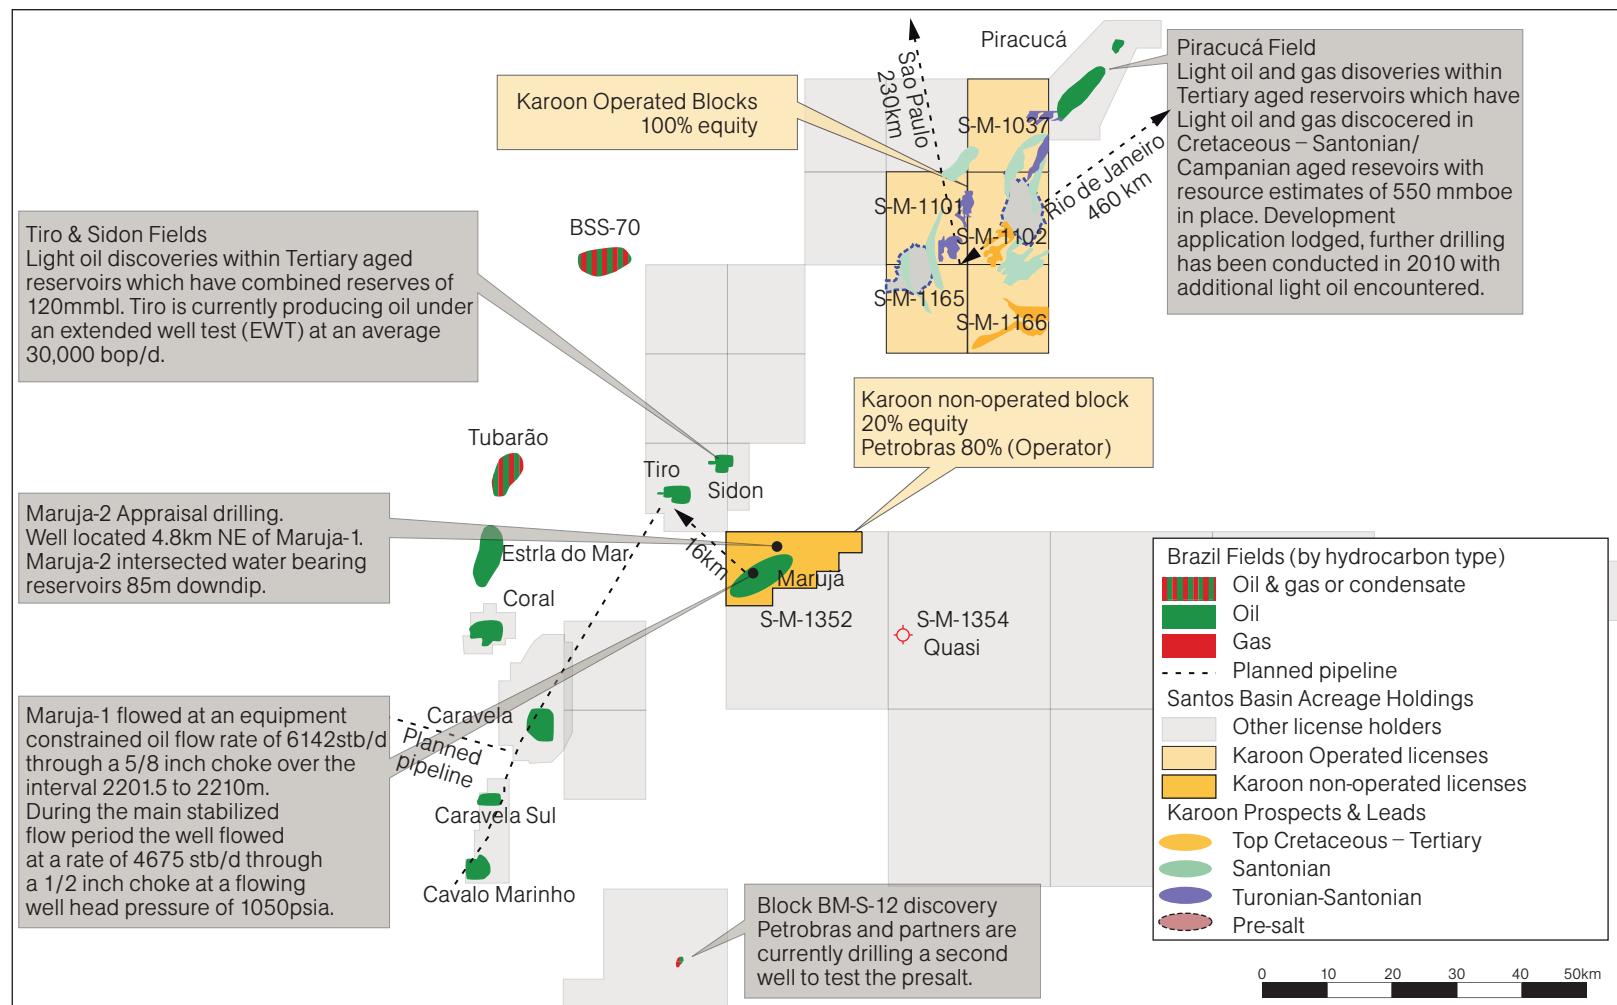 Piracucá
Sao Paulo
230km
Piracucá Field
Light oil and gas disoveries within
Tertiary aged reservoirs which have
Light oil and gas discocered in
Cretaceous – Santonian/
Campanian aged resevoirs with
resource estimates of 550 mmboe
in place. Development
application lodged, further drilling
has been conducted in 2010 with
additional light oil encountered.
Karoon Operated Blocks
100% equity
S-M-1037
Rio de Janeiro
460 km
S-M-1101
S-M-1102
S-M-1165
S-M-1166
BSS-70
Tiro & Sidon Fields
Light oil discoveries within Tertiary aged
reservoirs which have combined reserves of
120mmbl. Tiro is currently producing oil under
an extended well test (EWT) at an average
30,000 bop/d.
Karoon non-operated block
20% equity
Petrobras 80% (Operator)
Tubarão
Tiro
Sidon
Maruja-2 Appraisal drilling.
Well located 4.8km NE of Maruja-1.
Maruja-2 intersected water bearing
reservoirs 85m downdip.
Estrla do Mar
16km
Marujá
Coral
S-M-1352
S-M-1354
Quasi
Maruja-1 flowed at an equipment
constrained oil flow rate of 6142stb/d
through a 5/8 inch choke over the
interval 2201.5 to 2210m.
During the main stabilized
flow period the well flowed
at a rate of 4675 stb/d through
a 1/2 inch choke at a flowing
well head pressure of 1050psia.
Caravela
Planned
pipeline
Caravela Sul
Cavalo Marinho
Block BM-S-12 discovery
Petrobras and partners are
currently drilling a second
well to test the presalt.
Brazil Fields (by hydrocarbon type)
Oil & gas or condensate
Oil
Gas
Planned pipeline
Santos Basin Acreage Holdings
Other license holders
Karoon Operated licenses
Karoon non-operated licenses
Karoon Prospects & Leads
Top Cretaceous – Tertiary
Santonian
Turonian-Santonian
Pre-salt
0 10 20 30 40 50km